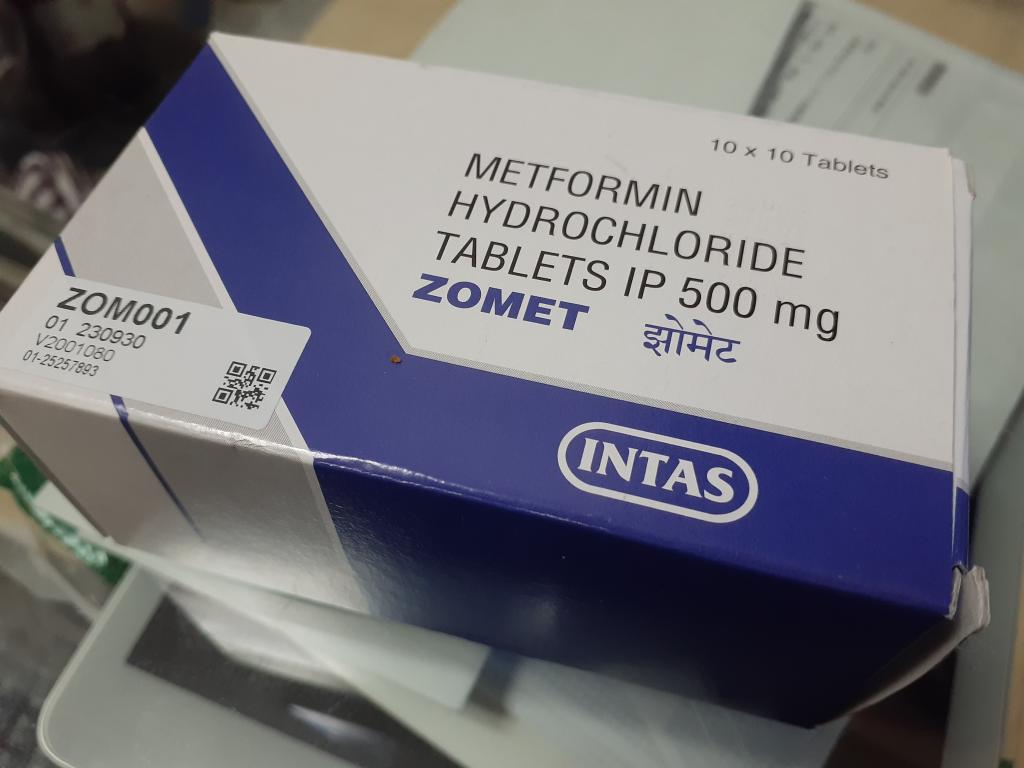 10 x 10 Tablets
METFORMIN
HYDROCHLORIDE
TABLETS IP 500 mg
ZOMET झोमेट
INTAS
ZOM001
01 230930
V2001080
01-25257893